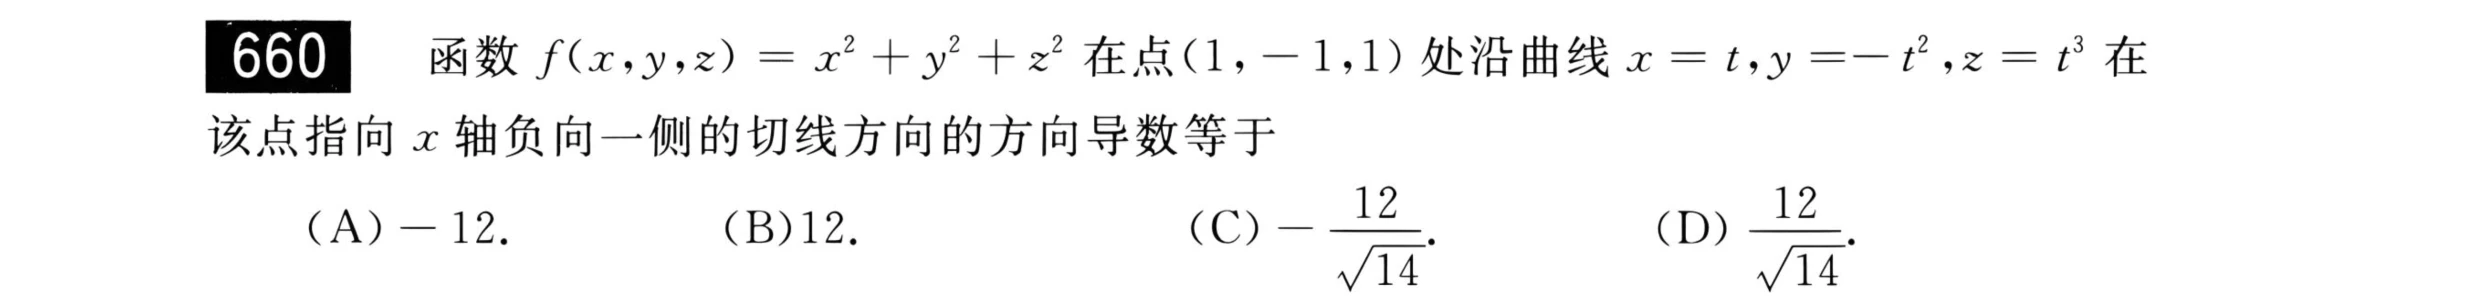 660 函数 f(x,y,z) = x² + y² + z² 在点(1,-1,1) 处沿曲线 x = t,y =- t²,z = t³ 在
该点指向 x 轴负向一侧的切线方向的方向导数等于
(A)-12. (B)12. (C)-12/√14. (D)12/√14.